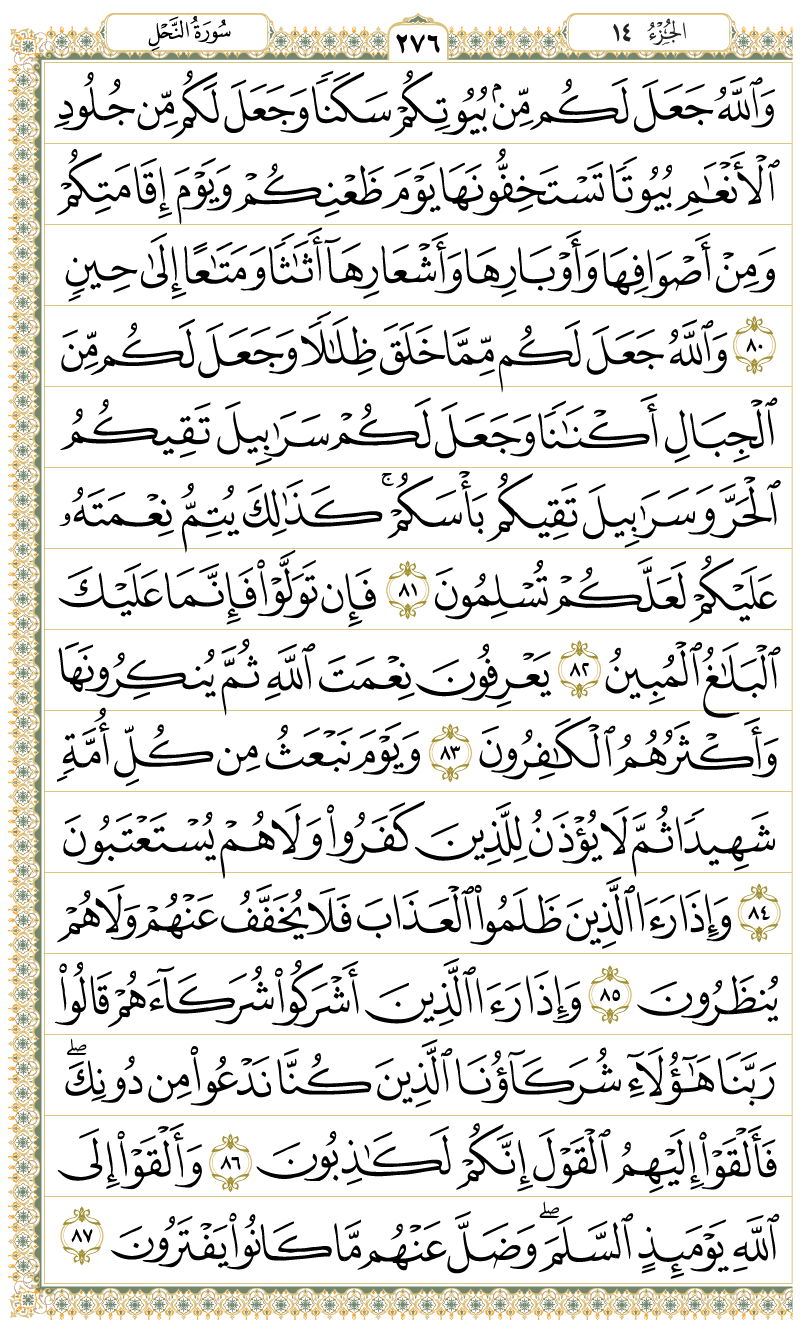 سُورَةُ النَّحْلِ
٢٧٦
الجُزْءُ ١٤
وَٱللَّهُ جَعَلَ لَكُم مِّنۢ بُيُوتِكُمْ سَكَنًا وَجَعَلَ لَكُم مِّن جُلُودِ
ٱلْأَنْعَٰمِ بُيُوتًا تَسْتَخِفُّونَهَا يَوْمَ ظَعْنِكُمْ وَيَوْمَ إِقَامَتِكُمْ
وَمِنْ أَصْوَافِهَا وَأَوْبَارِهَا وَأَشْعَارِهَآ أَثَٰثًا وَمَتَٰعًا إِلَىٰ حِينٍ
٨٠ وَٱللَّهُ جَعَلَ لَكُم مِّمَّا خَلَقَ ظِلَٰلًا وَجَعَلَ لَكُم مِّنَ
ٱلْجِبَالِ أَكْنَٰنًا وَجَعَلَ لَكُمْ سَرَٰبِيلَ تَقِيكُمُ
ٱلْحَرَّ وَسَرَٰبِيلَ تَقِيكُم بَأْسَكُمْ ۚ كَذَٰلِكَ يُتِمُّ نِعْمَتَهُۥ
عَلَيْكُمْ لَعَلَّكُمْ تُسْلِمُونَ ٨١ فَإِن تَوَلَّوْا۟ فَإِنَّمَا عَلَيْكَ
ٱلْبَلَٰغُ ٱلْمُبِينُ ٨٢ يَعْرِفُونَ نِعْمَتَ ٱللَّهِ ثُمَّ يُنكِرُونَهَا
وَأَكْثَرُهُمُ ٱلْكَٰفِرُونَ ٨٣ وَيَوْمَ نَبْعَثُ مِن كُلِّ أُمَّةٍ
شَهِيدًا ثُمَّ لَا يُؤْذَنُ لِلَّذِينَ كَفَرُوا۟ وَلَا هُمْ يُسْتَعْتَبُونَ
٨٤ وَإِذَا رَءَا ٱلَّذِينَ ظَلَمُوا۟ ٱلْعَذَابَ فَلَا يُخَفَّفُ عَنْهُمْ وَلَا هُمْ
يُنظَرُونَ ٨٥ وَإِذَا رَءَا ٱلَّذِينَ أَشْرَكُوا۟ شُرَكَآءَهُمْ قَالُوا۟
رَبَّنَا هَٰٓؤُلَآءِ شُرَكَآؤُنَا ٱلَّذِينَ كُنَّا نَدْعُوا۟ مِن دُونِكَ ۖ
فَأَلْقَوْا۟ إِلَيْهِمُ ٱلْقَوْلَ إِنَّكُمْ لَكَٰذِبُونَ ٨٦ وَأَلْقَوْا۟ إِلَى
ٱللَّهِ يَوْمَئِذٍ ٱلسَّلَمَ ۖ وَضَلَّ عَنْهُم مَّا كَانُوا۟ يَفْتَرُونَ ٨٧